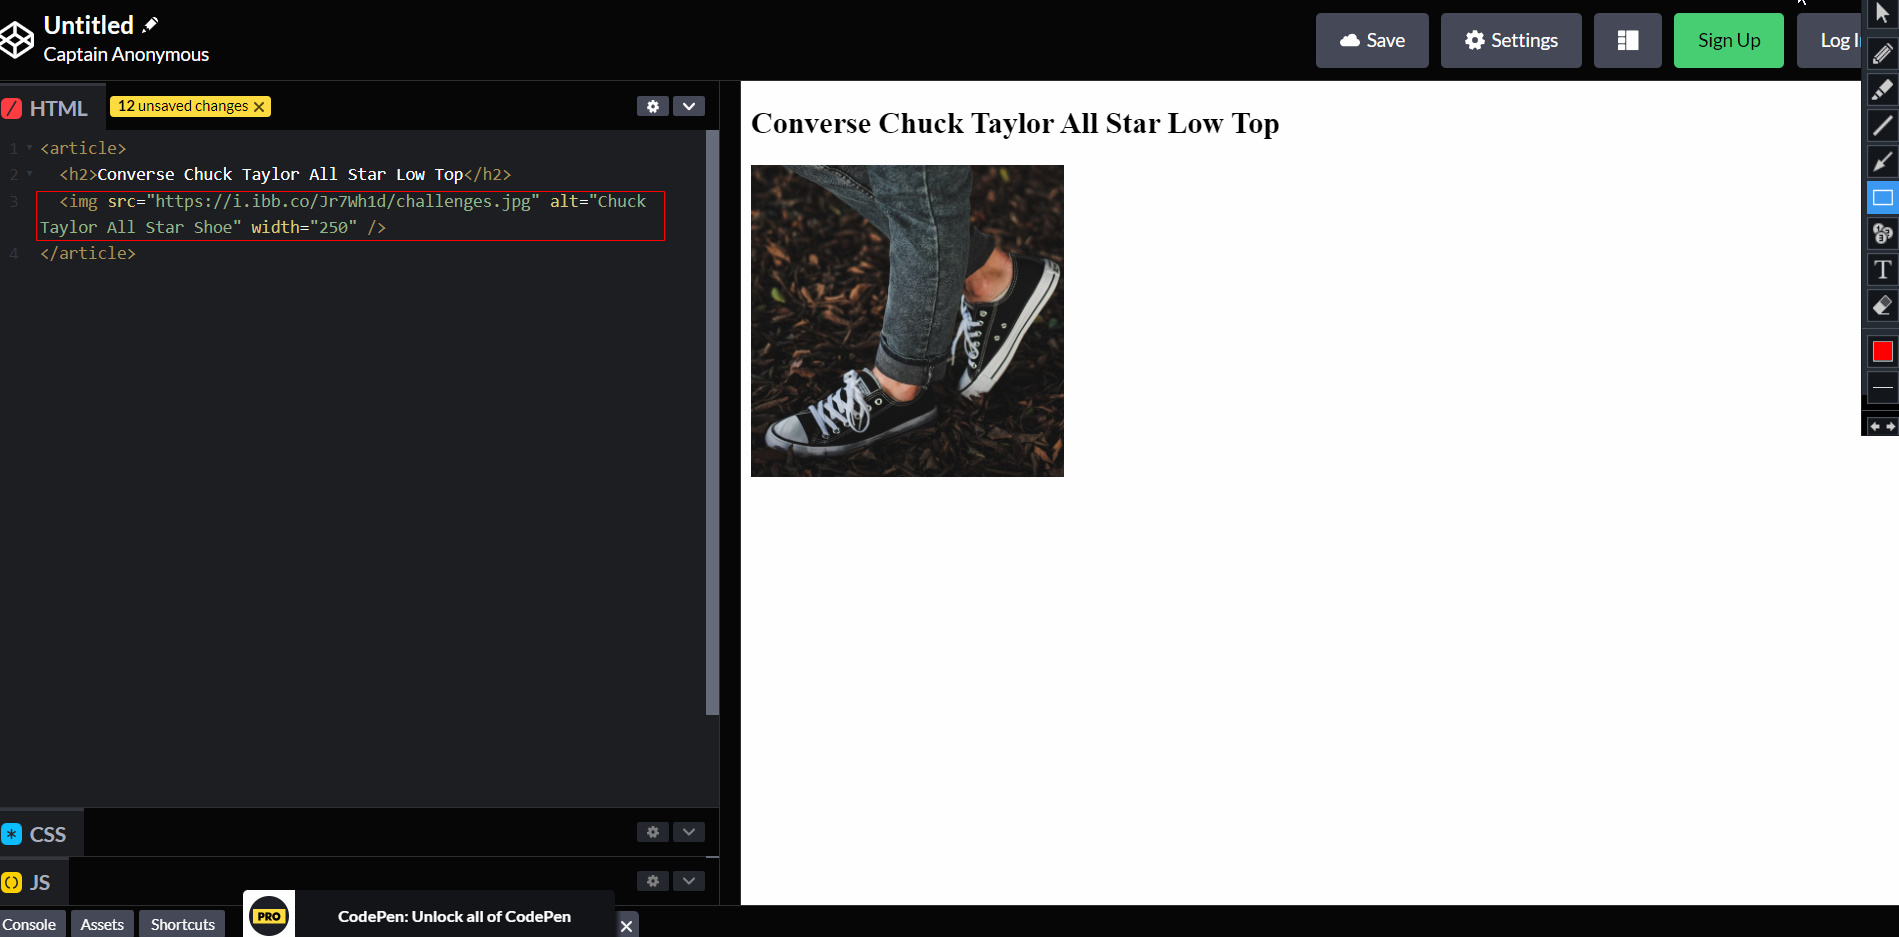 Untitled
Captain Anonymous
Save
Settings
Sign Up
Log I
HTML
12 unsaved changes
1 <article>
2 <h2>Converse Chuck Taylor All Star Low Top</h2>
3 <img src="https://i.ibb.co/Jr7Wh1d/challenges.jpg" alt="Chuck
Taylor All Star Shoe" width="250" />
4 </article>
Converse Chuck Taylor All Star Low Top
T
CSS
JS
Console
Assets
Shortcuts
PRO
CodePen: Unlock all of CodePen